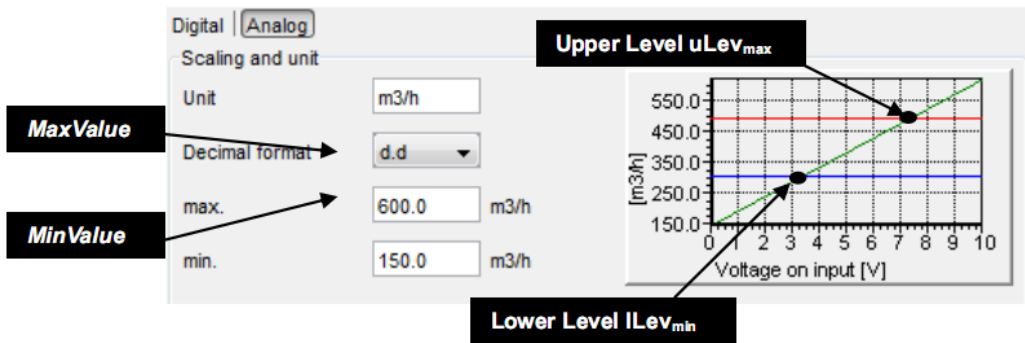 Digital Analog
Scaling and unit
Unit m3/h
Decimal format d.d
max. 600.0 m3/h
min. 150.0 m3/h
MaxValue
MinValue
Upper Level uLevmax
550.0
450.0
350.0
250.0
150.0
[m3/h]
0 1 2 3 4 5 6 7 8 9 10
Voltage on input [V]
Lower Level lLevmin